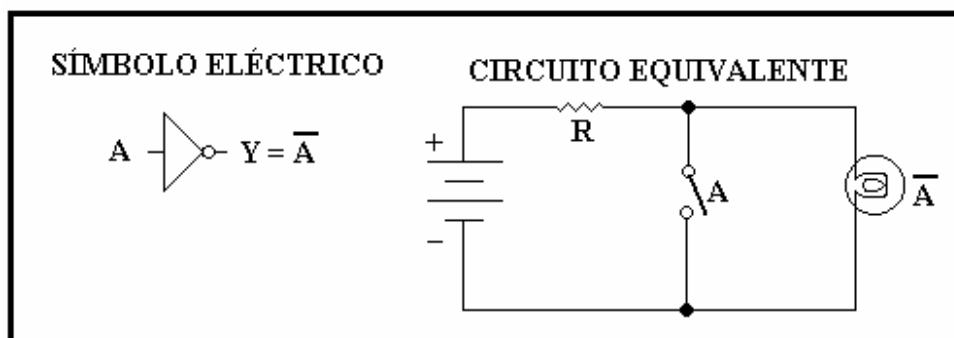 SÍMBOLO ELÉCTRICO
A Y = A̅
CIRCUITO EQUIVALENTE
+
R
A
A̅
−